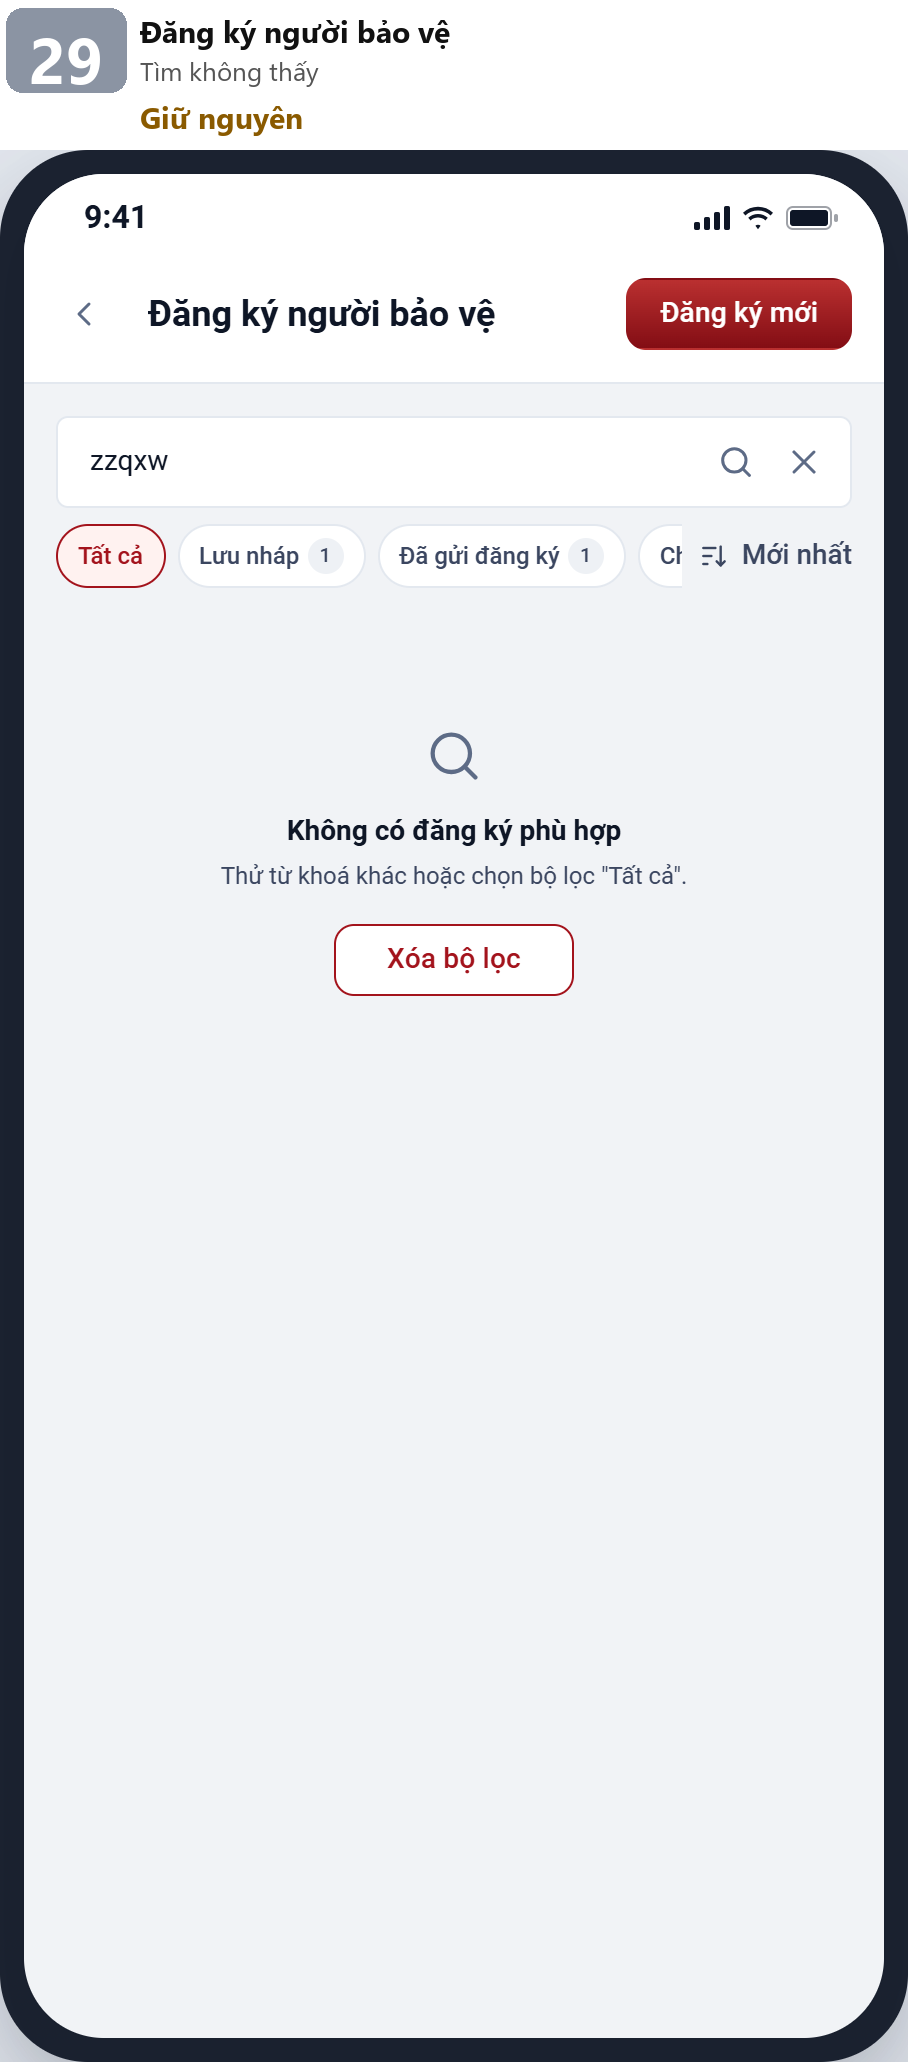 29
Đăng ký người bảo vệ
Tìm không thấy
Giữ nguyên
9:41
Đăng ký người bảo vệ
Đăng ký mới
zzqxw
Tất cả
Lưu nháp 1
Đã gửi đăng ký 1
Mới nhất
Không có đăng ký phù hợp
Thử từ khoá khác hoặc chọn bộ lọc "Tất cả".
Xóa bộ lọc